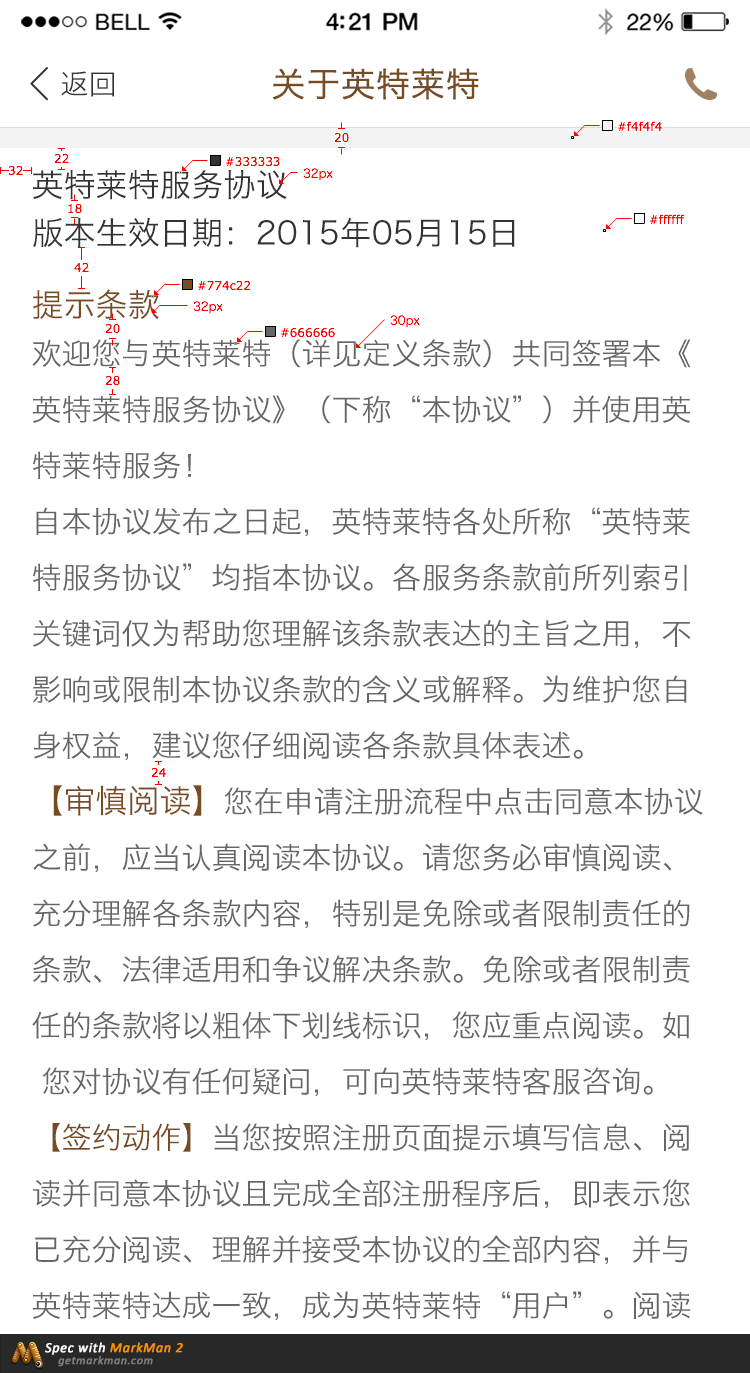 BELL 4:21 PM 22%
返回 关于英特莱特
20 #f4f4f4
22 #333333
32 英特莱特服务协议 32px
18 #ffffff
版本生效日期：2015年05月15日
42
#774c22
提示条款 32px
20 #666666 30px
欢迎您与英特莱特（详见定义条款）共同签署本《
28
英特莱特服务协议》（下称“本协议”）并使用英
特莱特服务！
自本协议发布之日起，英特莱特各处所称“英特莱
特服务协议”均指本协议。各服务条款前所列索引
关键词仅为帮助您理解该条款表达的主旨之用，不
影响或限制本协议条款的含义或解释。为维护您自
身权益，建议您仔细阅读各条款具体表述。
24
【审慎阅读】您在申请注册流程中点击同意本协议
之前，应当认真阅读本协议。请您务必审慎阅读、
充分理解各条款内容，特别是免除或者限制责任的
条款、法律适用和争议解决条款。免除或者限制责
任的条款将以粗体下划线标识，您应重点阅读。如
您对协议有任何疑问，可向英特莱特客服咨询。
【签约动作】当您按照注册页面提示填写信息、阅
读并同意本协议且完成全部注册程序后，即表示您
已充分阅读、理解并接受本协议的全部内容，并与
英特莱特达成一致，成为英特莱特“用户”。阅读
Spec with MarkMan 2
getmarkman.com